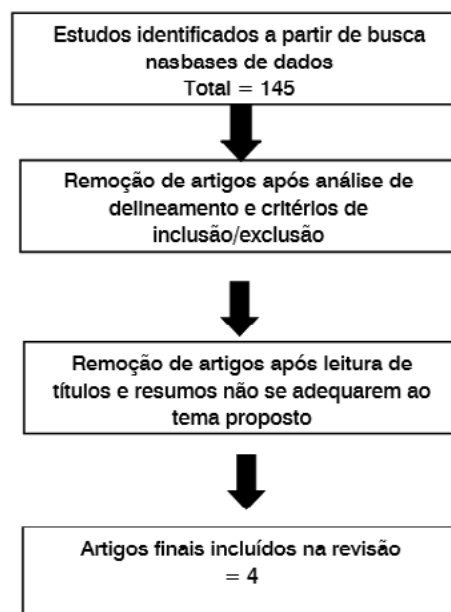 Estudos identificados a partir de busca
nasbases de dados
Total = 145
Remoção de artigos após análise de
delineamento e critérios de
inclusão/exclusão
Remoção de artigos após leitura de
títulos e resumos não se adequarem ao
tema proposto
Artigos finais incluídos na revisão
= 4